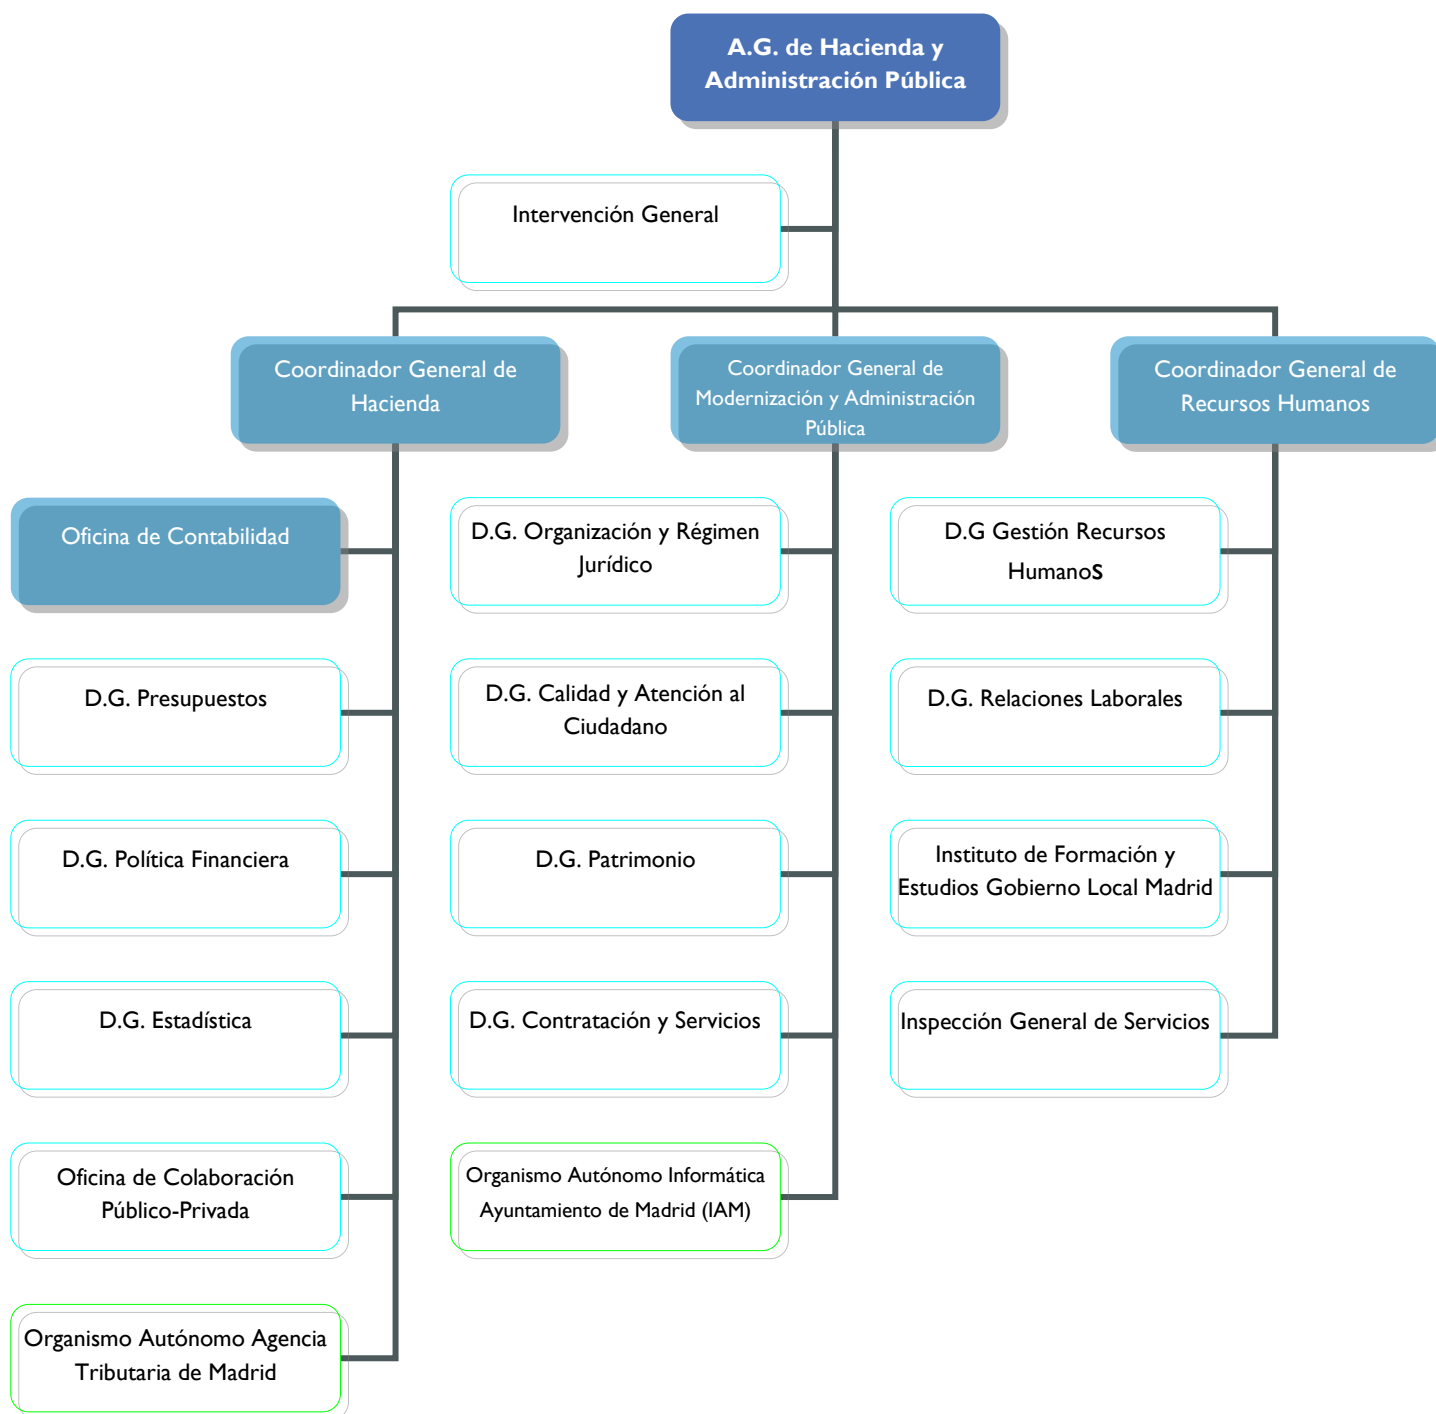 A.G. de Hacienda y
Administración Pública
Intervención General
Coordinador General de
Hacienda
Coordinador General de
Modernización y Administración
Pública
Coordinador General de
Recursos Humanos
Oficina de Contabilidad
D.G. Organización y Régimen
Jurídico
D.G Gestión Recursos
Humanos
D.G. Presupuestos
D.G. Calidad y Atención al
Ciudadano
D.G. Relaciones Laborales
D.G. Política Financiera
D.G. Patrimonio
Instituto de Formación y
Estudios Gobierno Local Madrid
D.G. Estadística
D.G. Contratación y Servicios
Inspección General de Servicios
Oficina de Colaboración
Público-Privada
Organismo Autónomo Informática
Ayuntamiento de Madrid (IAM)
Organismo Autónomo Agencia
Tributaria de Madrid